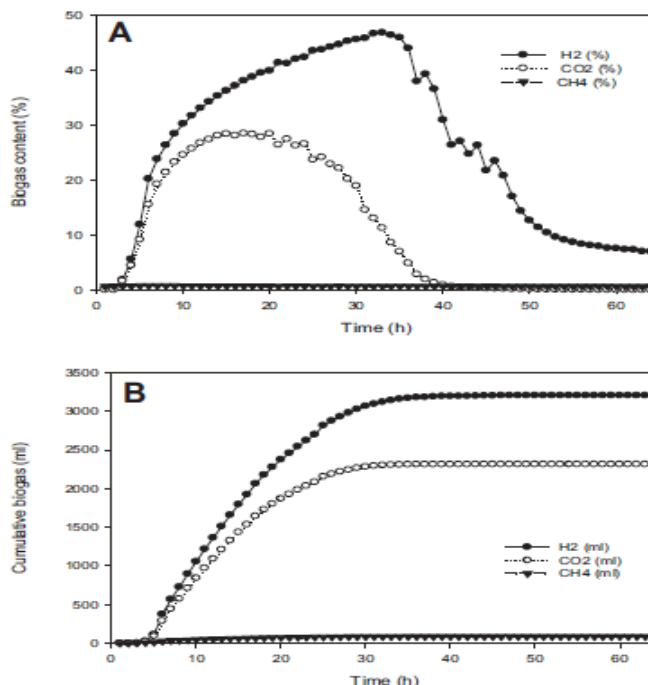 A
H2 (%)
CO2 (%)
CH4 (%)
Biogas content (%)
50
40
30
20
10
0
0 10 20 30 40 50 60
Time (h)
B
H2 (ml)
CO2 (ml)
CH4 (ml)
Cumulative biogas (ml)
3500
3000
2500
2000
1500
1000
500
0
0 10 20 30 40 50 60
Time (h)